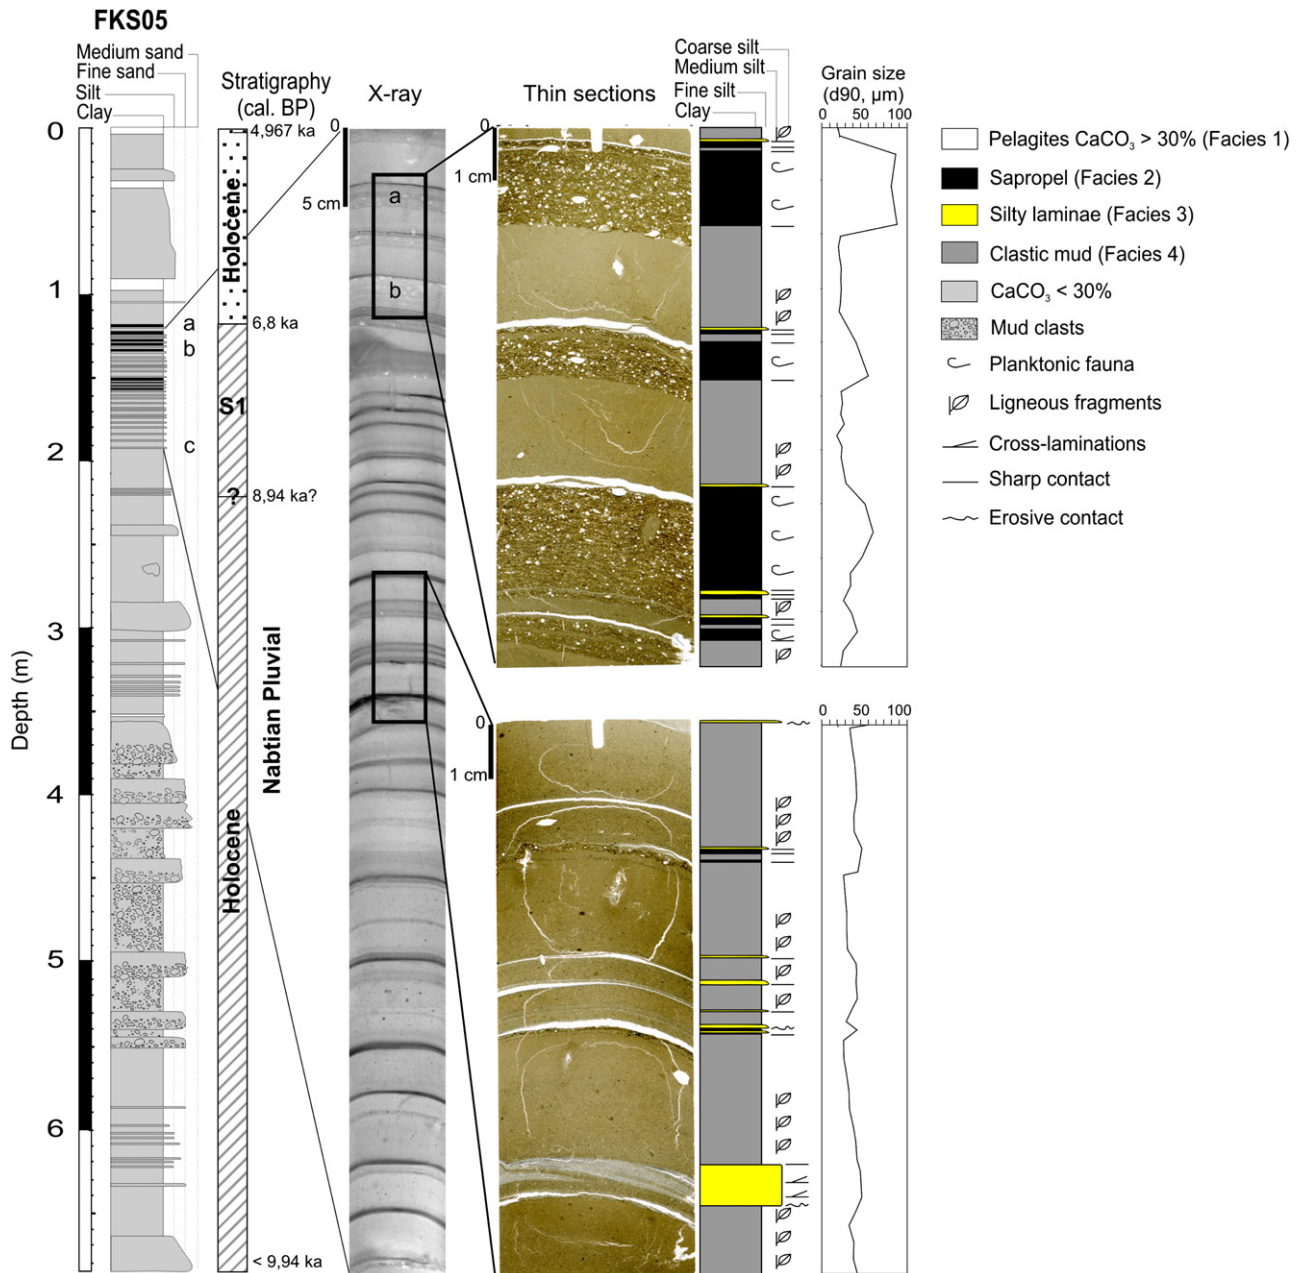 FKS05
Medium sand
Fine sand
Silt
Clay
Stratigraphy
(cal. BP)
X-ray
Thin sections
Coarse silt
Medium silt
Fine silt
Clay
Grain size
(d90, µm)
0 50 100
Pelagites CaCO₃ > 30% (Facies 1)
Sapropel (Facies 2)
Silty laminae (Facies 3)
Clastic mud (Facies 4)
CaCO₃ < 30%
Mud clasts
Planktonic fauna
Ligneous fragments
Cross-laminations
Sharp contact
Erosive contact
Depth (m)
0
1
2
3
4
5
6
a
b
c
4,967 ka
Holocene
6,8 ka
S1
?
8,94 ka?
Nabtian Pluvial
Holocene
< 9,94 ka
0
5 cm
a
b
0
1 cm
0
1 cm
0 50 100